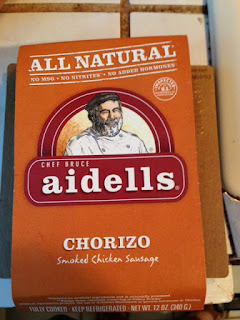 ALL NATURAL
NO MSG • NO NITRITES* • NO ADDED HORMONES
CHEF BRUCE
aidells®
CHORIZO
Smoked Chicken Sausage
FULLY COOKED • KEEP REFRIGERATED • NET WT. 12 OZ. (340 G.)